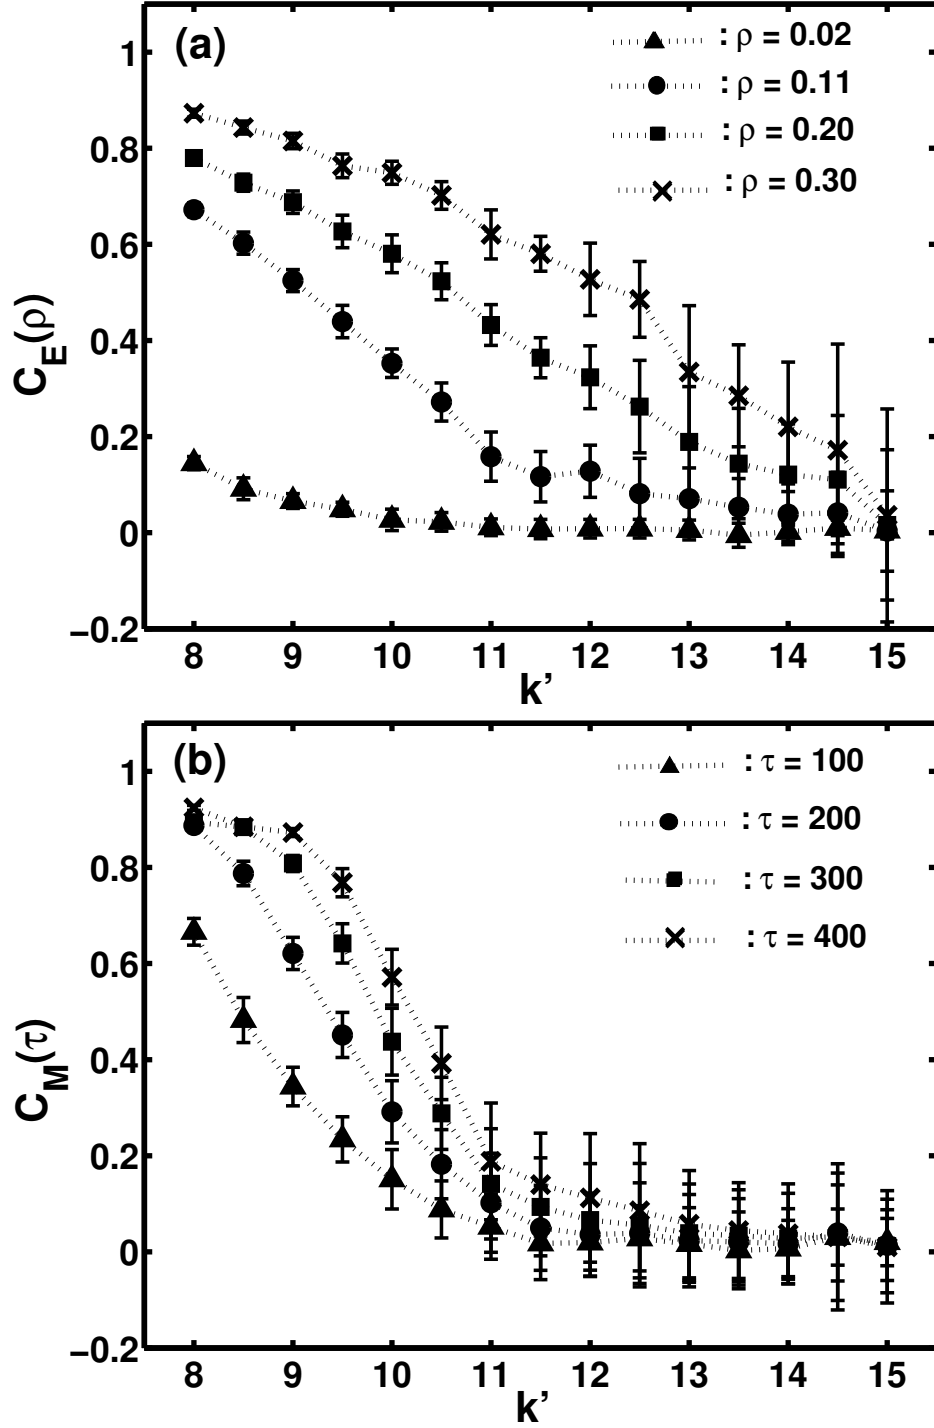 (a)
: ρ = 0.02
: ρ = 0.11
: ρ = 0.20
: ρ = 0.30
1
0.8
0.6
0.4
0.2
0
−0.2
C_E(ρ)
8 9 10 11 12 13 14 15
k’
(b)
: τ = 100
: τ = 200
: τ = 300
: τ = 400
1
0.8
0.6
0.4
0.2
0
−0.2
C_M(τ)
8 9 10 11 12 13 14 15
k’